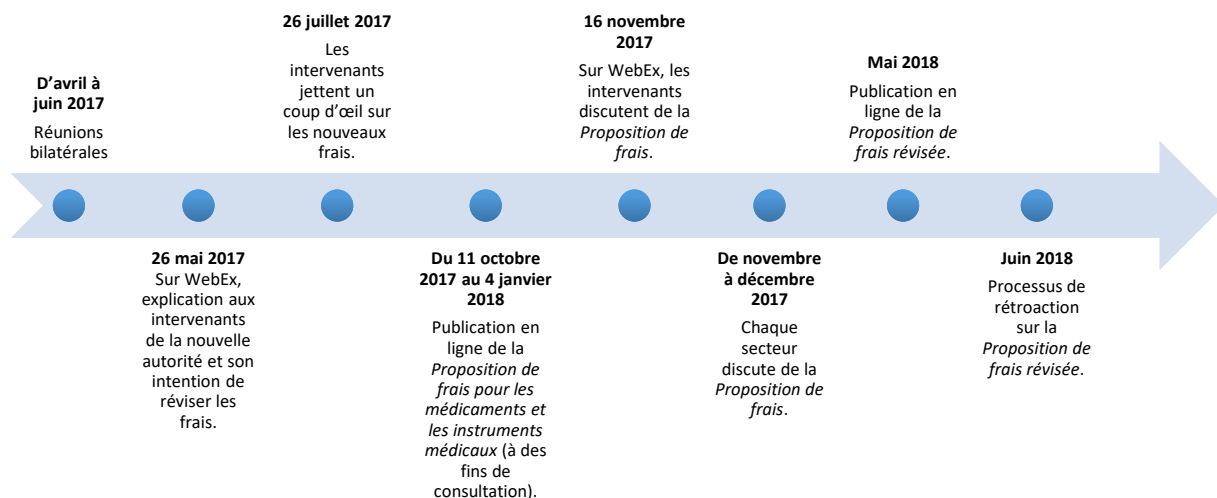 D’avril à
juin 2017
Réunions
bilatérales
26 mai 2017
Sur WebEx,
explication aux
intervenants
de la nouvelle
autorité et son
intention de
réviser les
frais.
26 juillet 2017
Les
intervenants
jettent un
coup d’œil sur
les nouveaux
frais.
Du 11 octobre
2017 au 4 janvier
2018
Publication en
ligne de la
Proposition de
frais pour les
médicaments et
les instruments
médicaux (à des
fins de
consultation).
16 novembre
2017
Sur WebEx, les
intervenants
discutent de la
Proposition de
frais.
De novembre
à décembre
2017
Chaque
secteur
discute de la
Proposition de
frais.
Mai 2018
Publication en
ligne de la
Proposition de
frais révisée.
Juin 2018
Processus de
rétroaction
sur la
Proposition de
frais révisée.